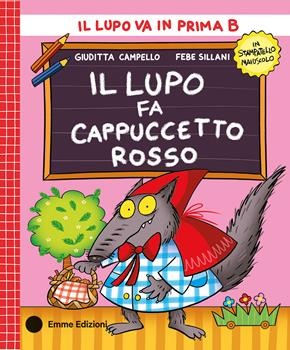 IL LUPO VA IN PRIMA B
GIUDITTA CAMPELLO FEBE SILLANI
IN
STAMPATELLO
MAIUSCOLO
IL LUPO
FA
CAPPUCCETTO
ROSSO
Emme Edizioni